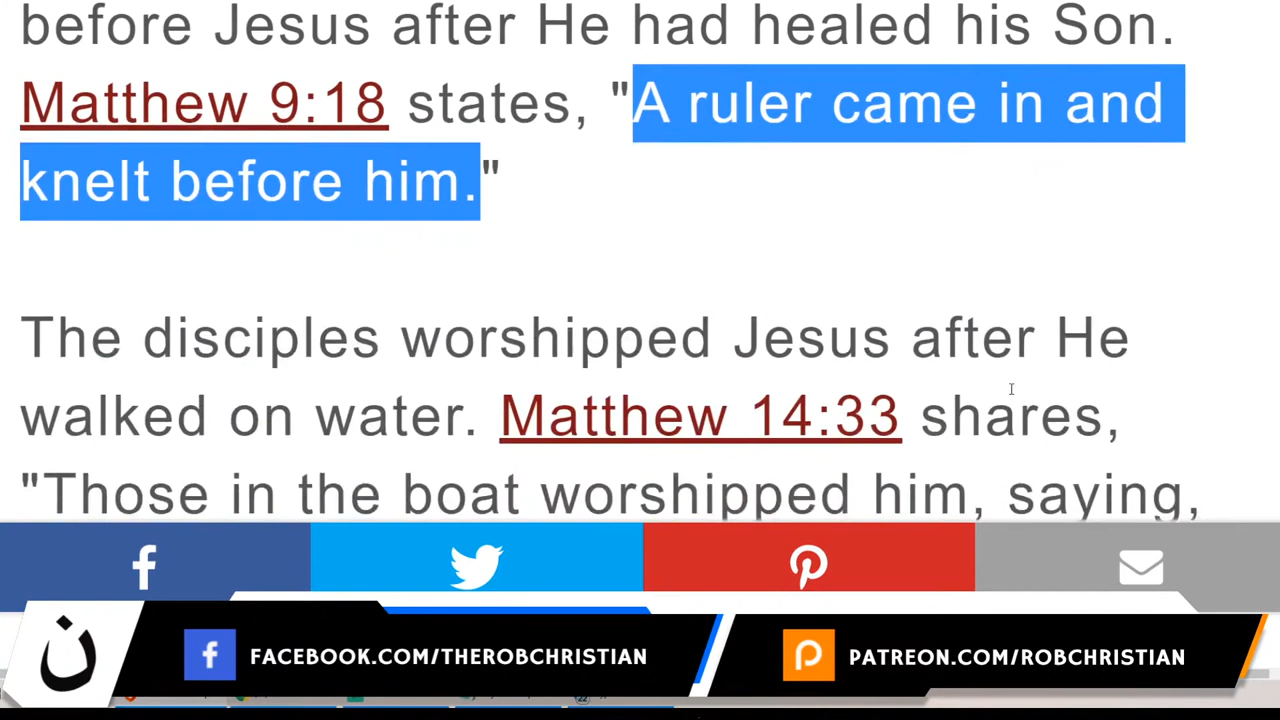 before Jesus after He had healed his Son.
Matthew 9:18 states, "A ruler came in and
knelt before him."
The disciples worshipped Jesus after He
walked on water. Matthew 14:33 shares,
"Those in the boat worshipped him, saying,
ن
FACEBOOK.COM/THEROBCHRISTIAN
PATREON.COM/ROBCHRISTIAN